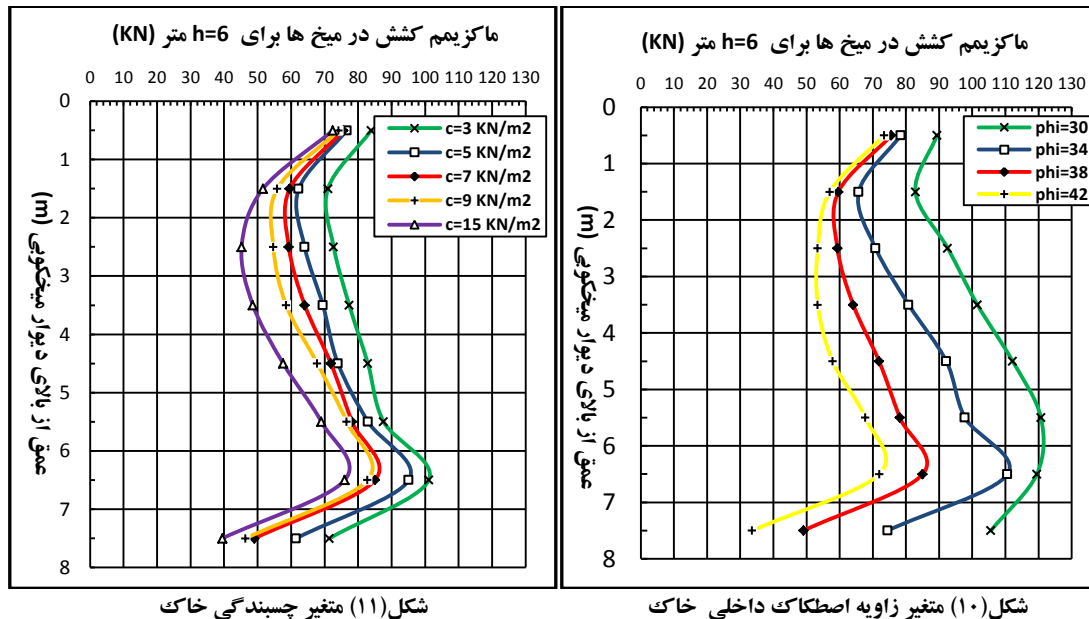 ماکزیمم کشش در میخ ها برای h=6 متر (KN)
0 10 20 30 40 50 60 70 80 90 100 110 120 130
0
1
2
3
4
5
6
7
8
عمق از بالای دیوار میخکوبی (m)
phi=30
phi=34
phi=38
phi=42
شکل(۱۰) متغیر زاویه اصطکاک داخلی خاک
ماکزیمم کشش در میخ ها برای h=6 متر (KN)
0 10 20 30 40 50 60 70 80 90 100 110 120 130
0
1
2
3
4
5
6
7
8
عمق از بالای دیوار میخکوبی (m)
c=3 KN/m2
c=5 KN/m2
c=7 KN/m2
c=9 KN/m2
c=15 KN/m2
شکل(۱۱) متغیر چسبندگی خاک